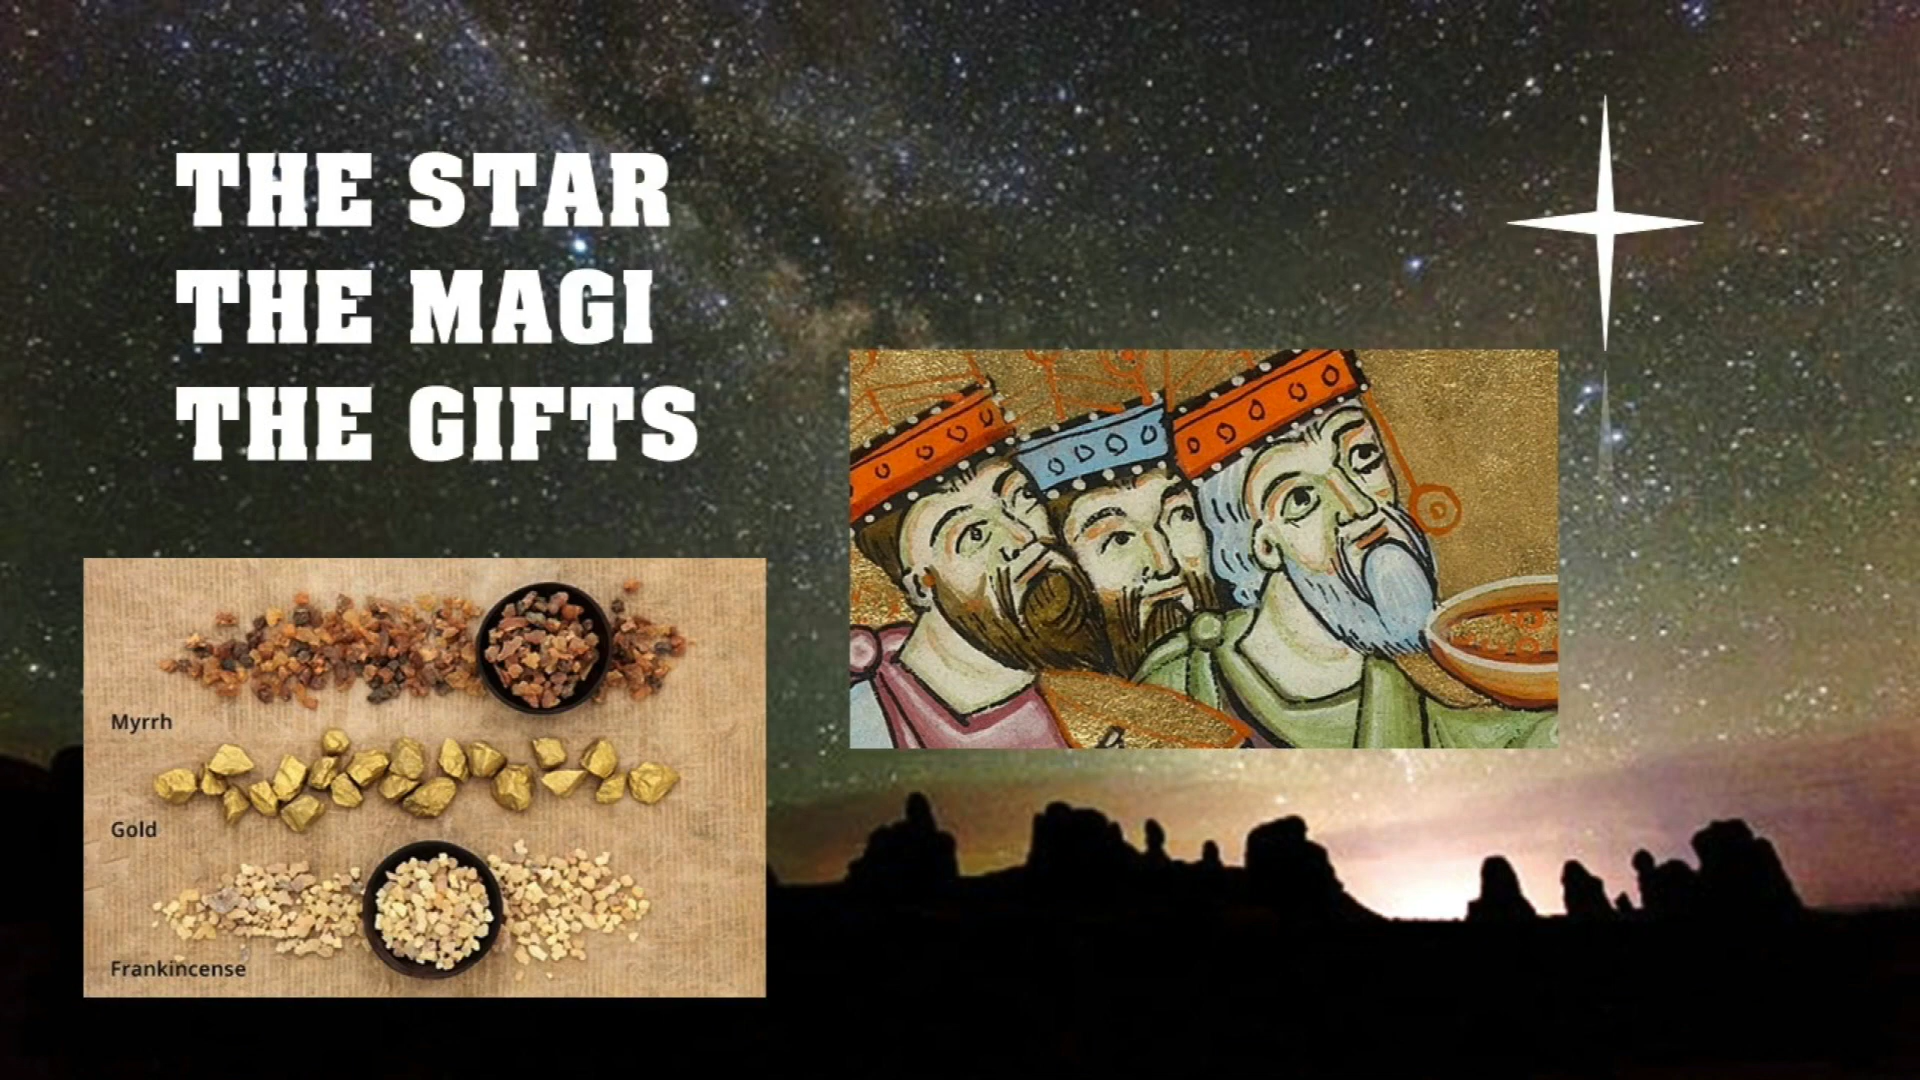 THE STAR
THE MAGI
THE GIFTS
Myrrh
Gold
Frankincense